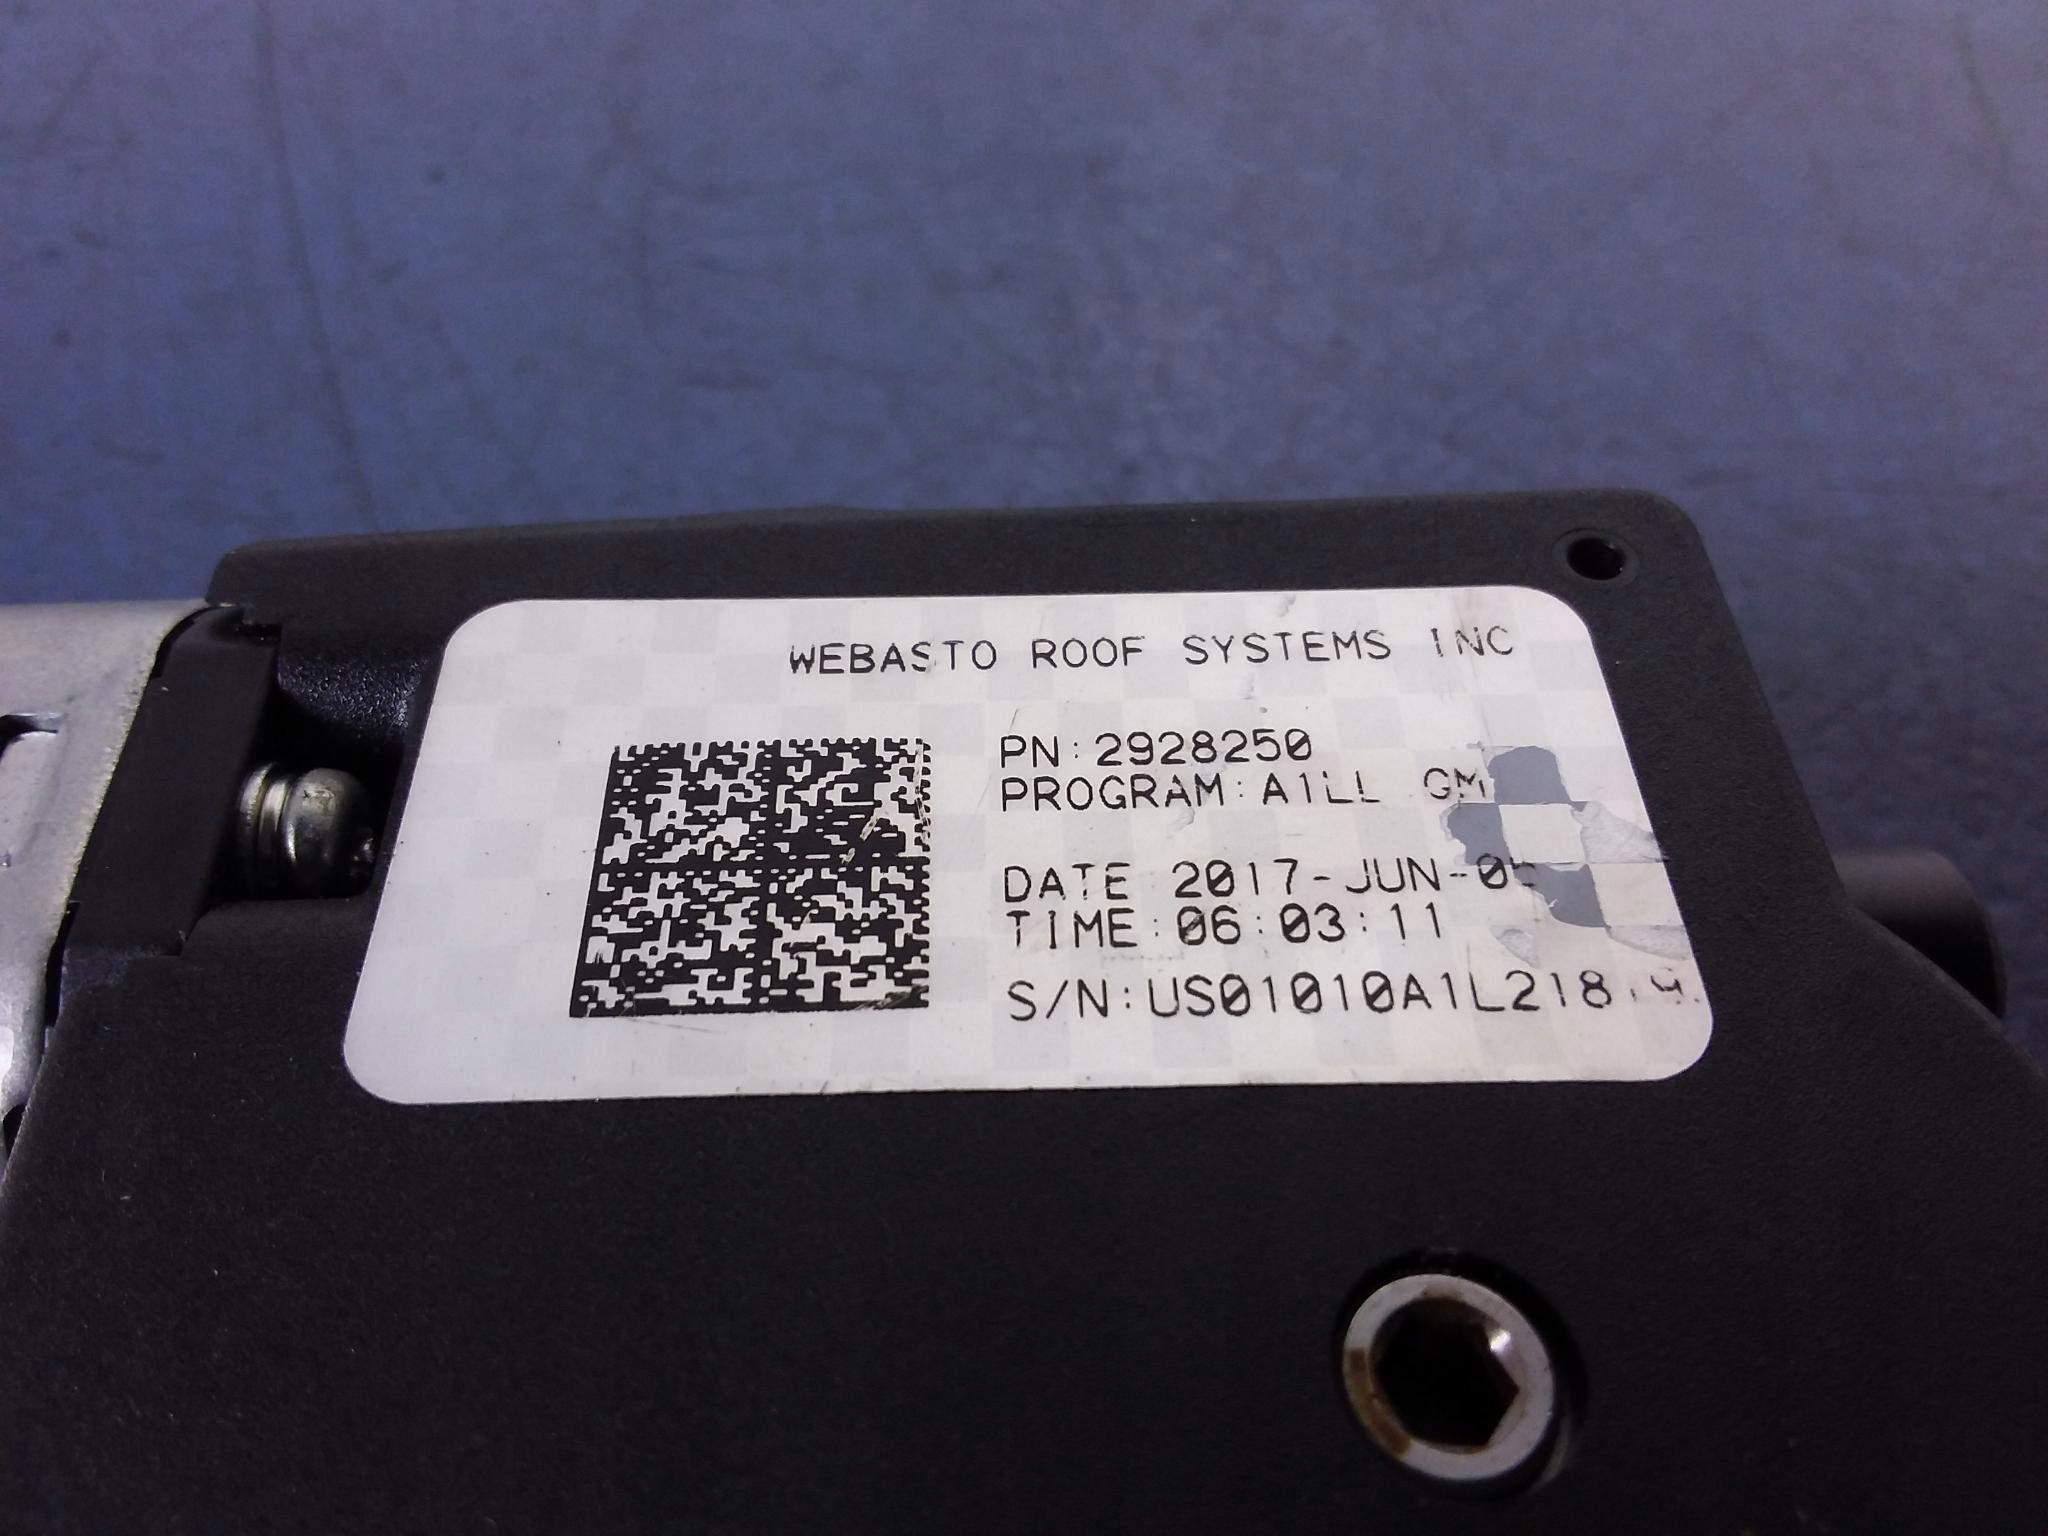 WEBASTO ROOF SYSTEMS INC
PN:2928250
PROGRAM:A1LL GM
DATE 2017-JUN-0
TIME:06:03:11
S/N:US01010A1L218